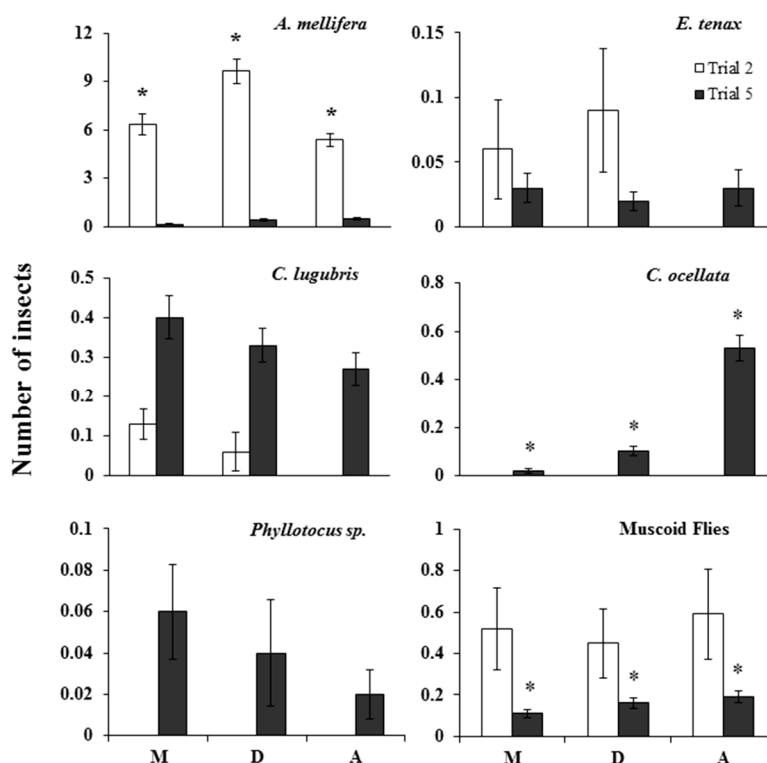 Number of insects
A. mellifera
12
9
6
3
0
* * *
E. tenax
0.15
0.1
0.05
0
Trial 2
Trial 5
C. lugubris
0.5
0.4
0.3
0.2
0.1
0
C. ocellata
0.8
0.6
0.4
0.2
0
* * *
Phyllotocus sp.
0.1
0.08
0.06
0.04
0.02
0
M D A
Muscoid Flies
1
0.8
0.6
0.4
0.2
0
* * *
M D A